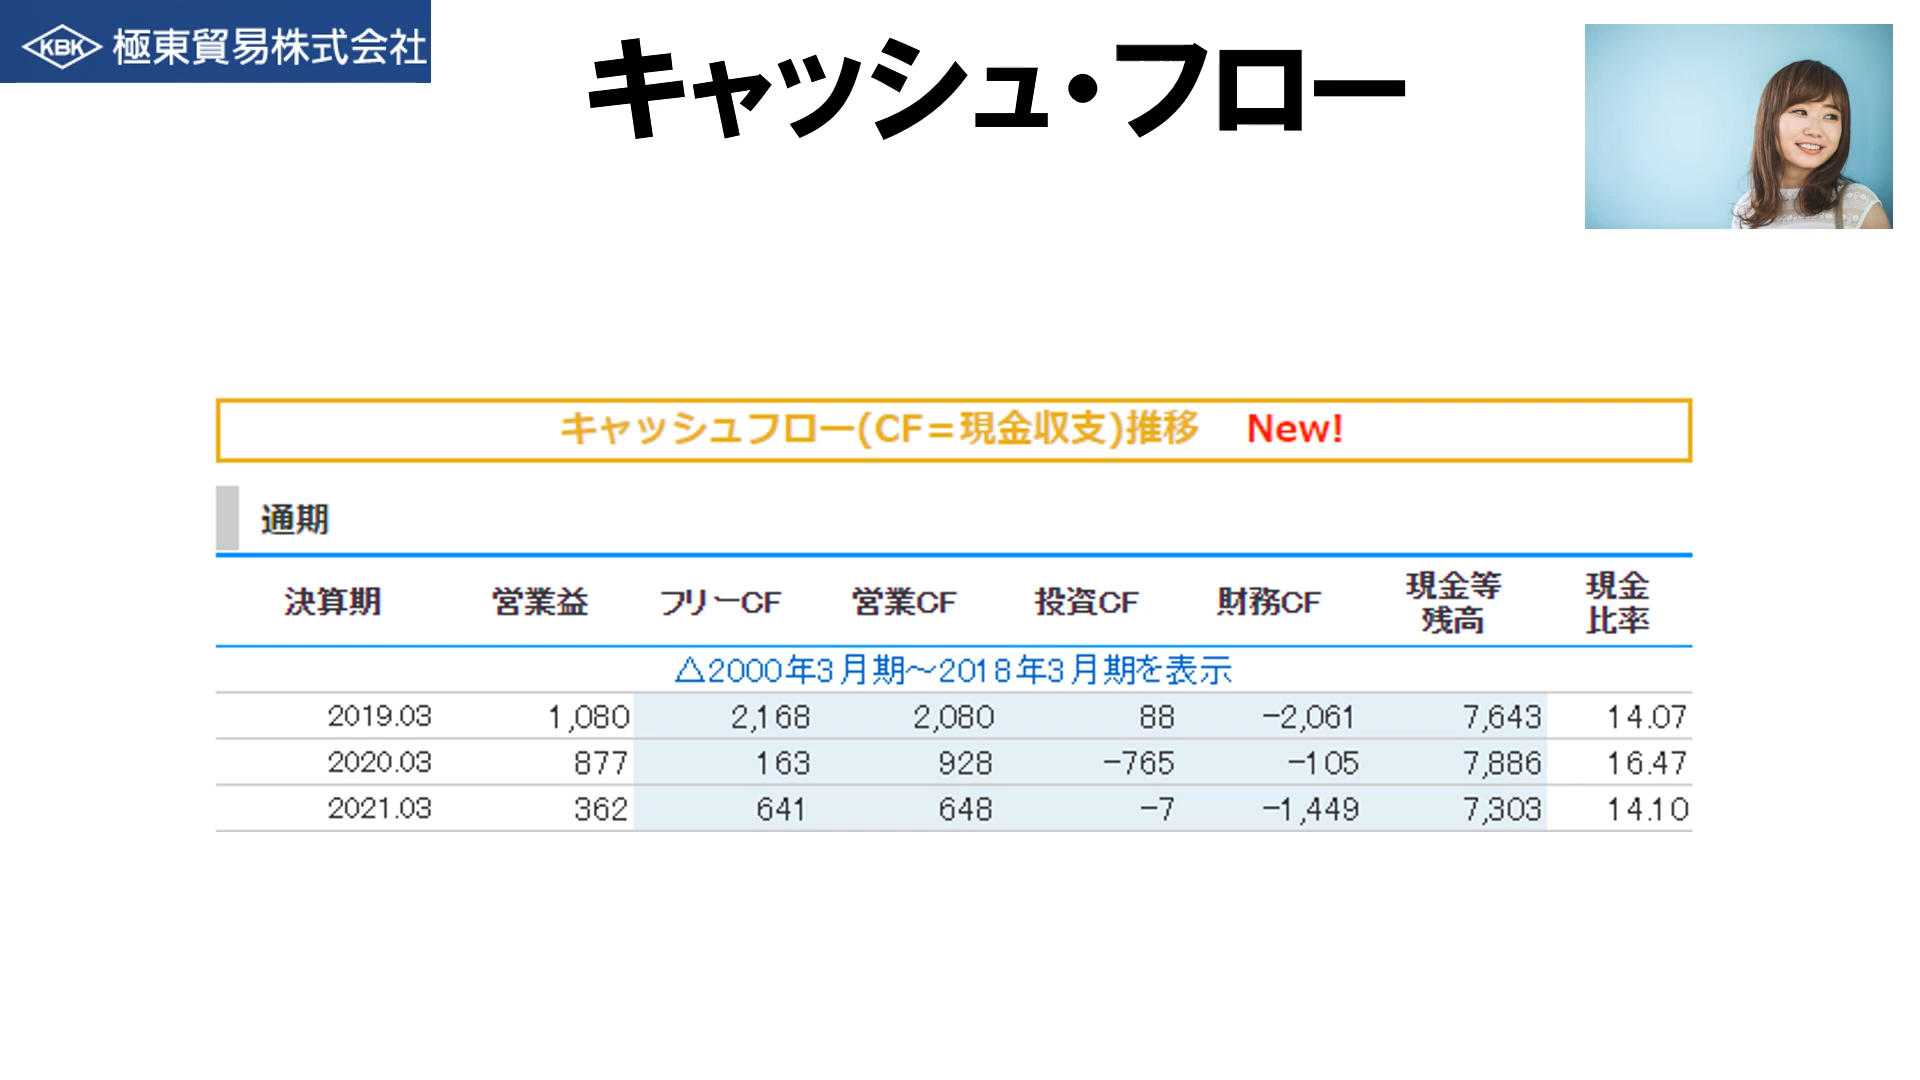 KBK 極東貿易株式会社
キャッシュ・フロー
キャッシュフロー(CF=現金収支)推移 New!
通期
決算期 営業益 フリーCF 営業CF 投資CF 財務CF 現金等残高 現金比率
△2000年3月期～2018年3月期を表示
2019.03 1,080 2,168 2,080 88 −2,061 7,643 14.07
2020.03 877 163 928 −765 −105 7,886 16.47
2021.03 362 641 648 −7 −1,449 7,303 14.10